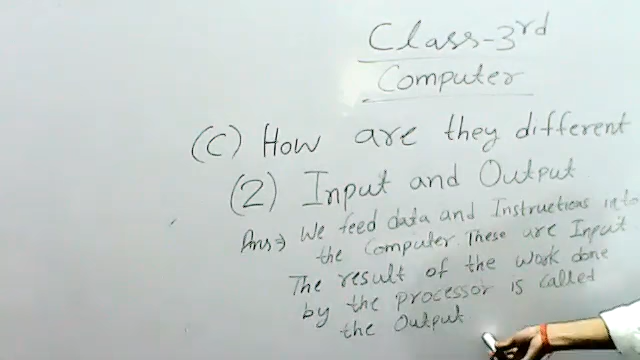 Class-3rd
Computer
(C) How are they different
(2) Input and Output
Ans⇒ We feed data and Instructions into
the Computer. These are Input
The result of the work done
by the processor is called
the Output